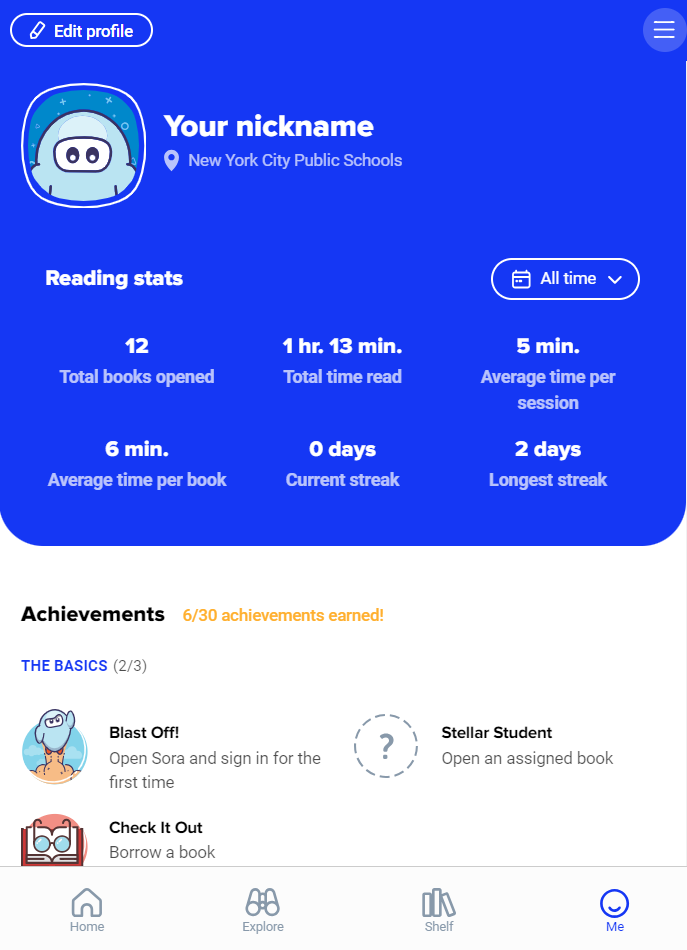 Edit profile
Your nickname
New York City Public Schools
Reading stats
All time
12
Total books opened
1 hr. 13 min.
Total time read
5 min.
Average time per
session
6 min.
Average time per book
0 days
Current streak
2 days
Longest streak
Achievements 6/30 achievements earned!
THE BASICS (2/3)
Blast Off!
Open Sora and sign in for the
first time
?
Stellar Student
Open an assigned book
Check It Out
Borrow a book
Home
Explore
Shelf
Me